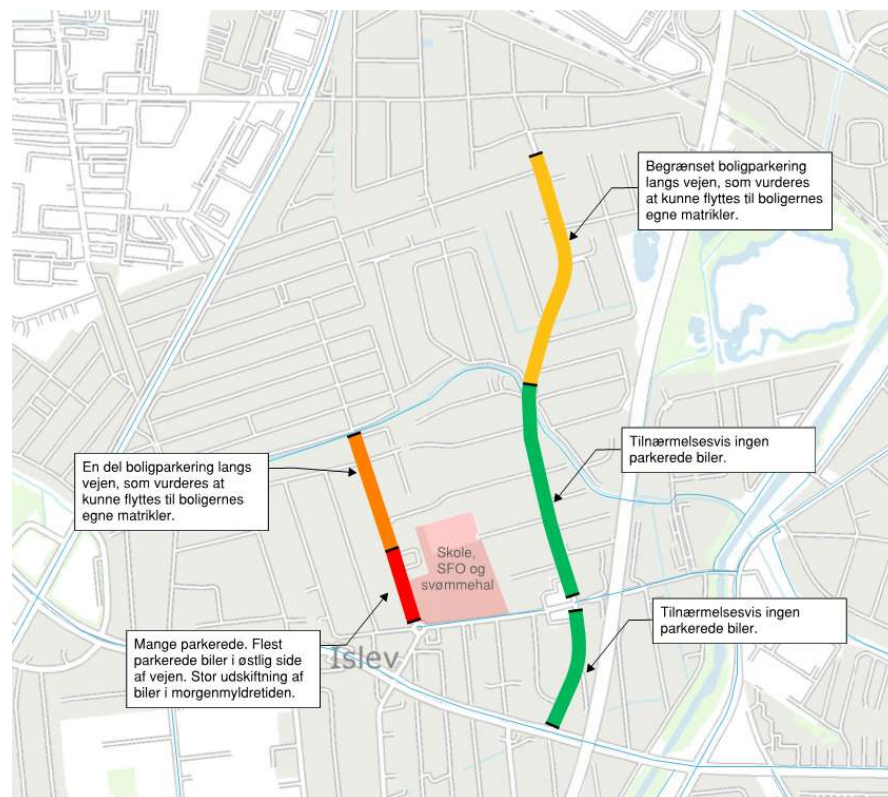 Begrænset boligparkering
langs vejen, som vurderes
at kunne flyttes til boligernes
egne matrikler.
Tilnærmelsesvis ingen
parkerede biler.
En del boligparkering langs
vejen, som vurderes at
kunne flyttes til boligernes
egne matrikler.
Skole,
SFO og
svømmehal
Tilnærmelsesvis ingen
parkerede biler.
Mange parkerede. Flest
parkerede biler i østlig side
af vejen. Stor udskiftning af
biler i morgenmyldretiden.
Islev